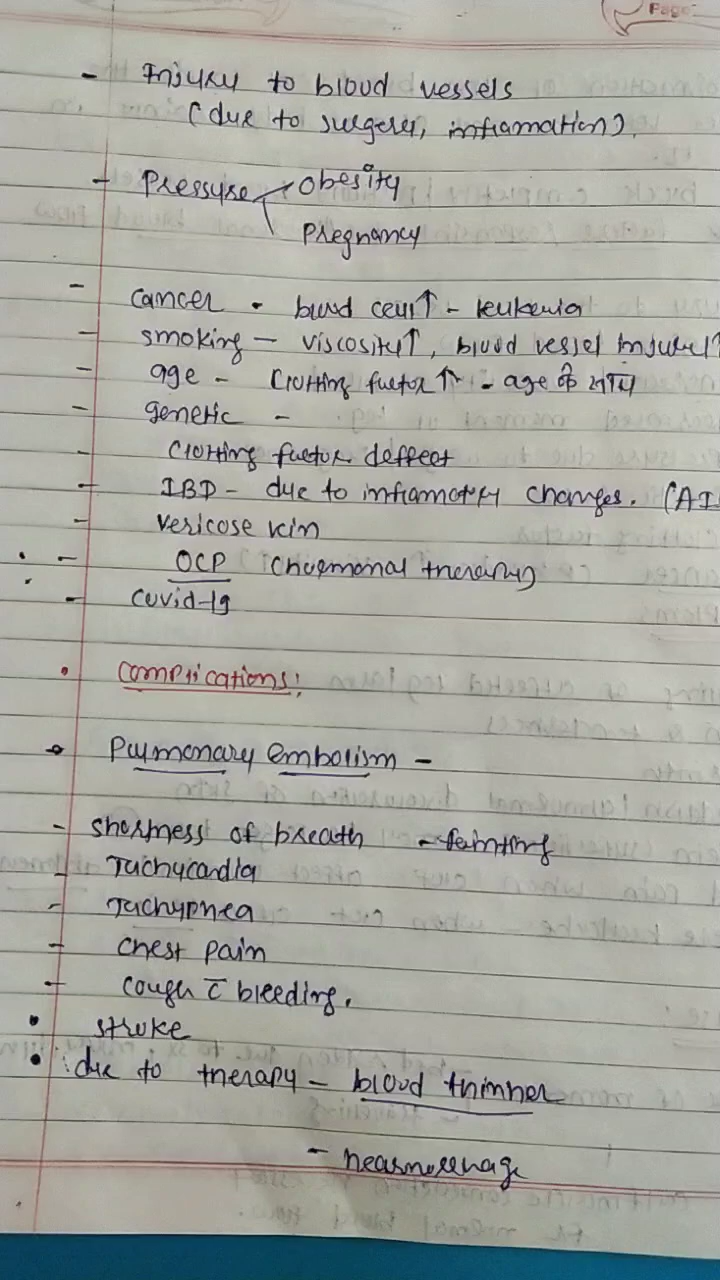 Page
- Injury to blood vessels
(due to surgery, inflamation)
- Pressure - Obesity
Pregnancy
- cancer - blood cell↑ - leukemia
- smoking - viscosity↑, blood vessel injury↑
- age - clotting factor↑ - age के साथ
- genetic -
- clotting factor deffect
- IBD - due to inflamatory changes. (AI
- vericose vein
- OCP (hormonal therapy)
- covid-19
• complications:
• Pulmonary embolism -
- shortness of breath - fainting
- Tachycardia
- Tachypnea
- chest pain
- cough c̄ bleeding.
• stroke
• due to therapy - blood thinner
- heamorrhage